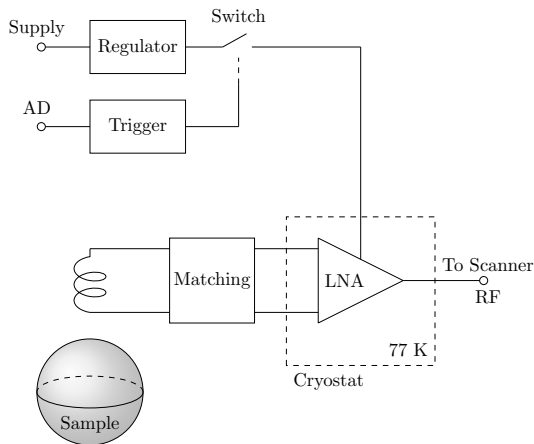 Switch
Supply
Regulator
AD
Trigger
Matching
LNA
To Scanner
RF
77 K
Cryostat
Sample